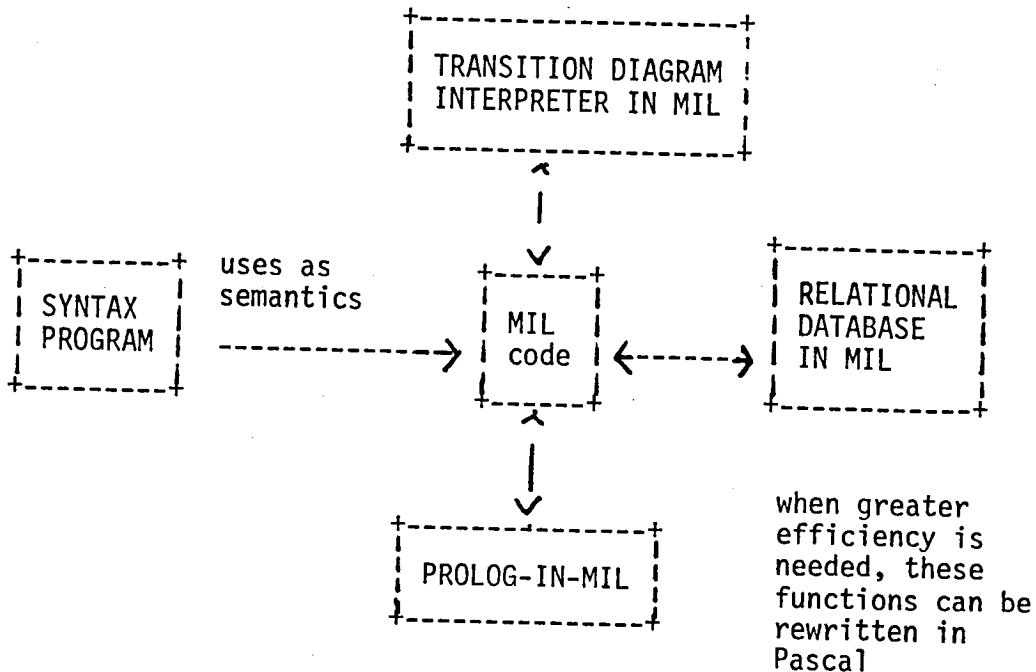 TRANSITION DIAGRAM
INTERPRETER IN MIL
uses as
semantics
SYNTAX
PROGRAM
MIL
code
RELATIONAL
DATABASE
IN MIL
PROLOG-IN-MIL
when greater
efficiency is
needed, these
functions can be
rewritten in
Pascal